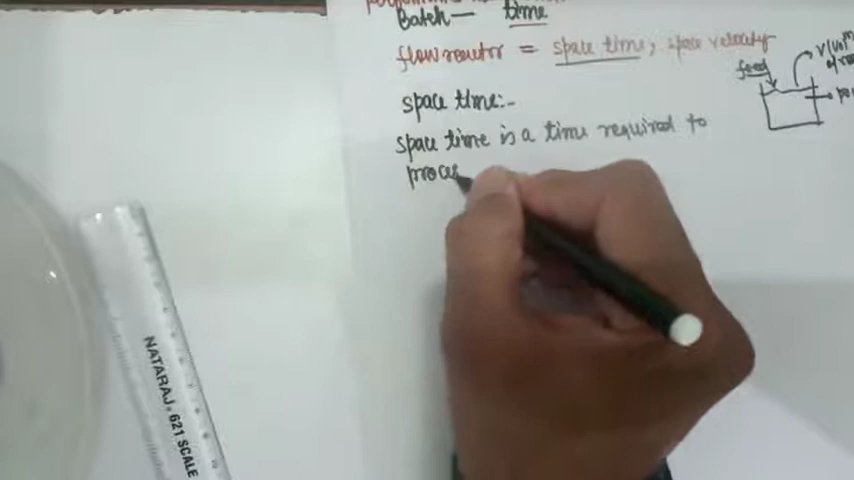 Batch — time
flow reactor = space time, space velocity
feed
space time:-
space time is a time required to
proces
NATARAJ 621 SCALE